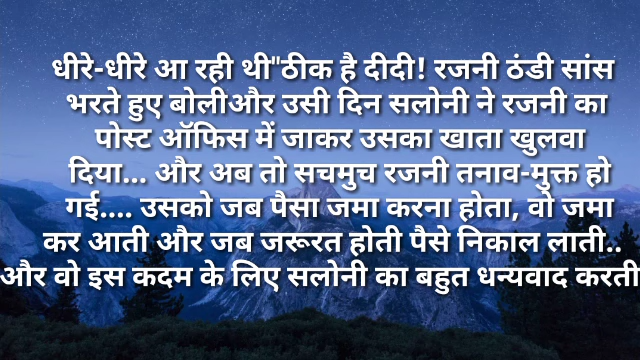 धीरे-धीरे आ रही थी"ठीक है दीदी! रजनी ठंडी सांस
भरते हुए बोलीऔर उसी दिन सलोनी ने रजनी का
पोस्ट ऑफिस में जाकर उसका खाता खुलवा
दिया... और अब तो सचमुच रजनी तनाव-मुक्त हो
गई.... उसको जब पैसा जमा करना होता, वो जमा
कर आती और जब जरूरत होती पैसे निकाल लाती..
और वो इस कदम के लिए सलोनी का बहुत धन्यवाद करती